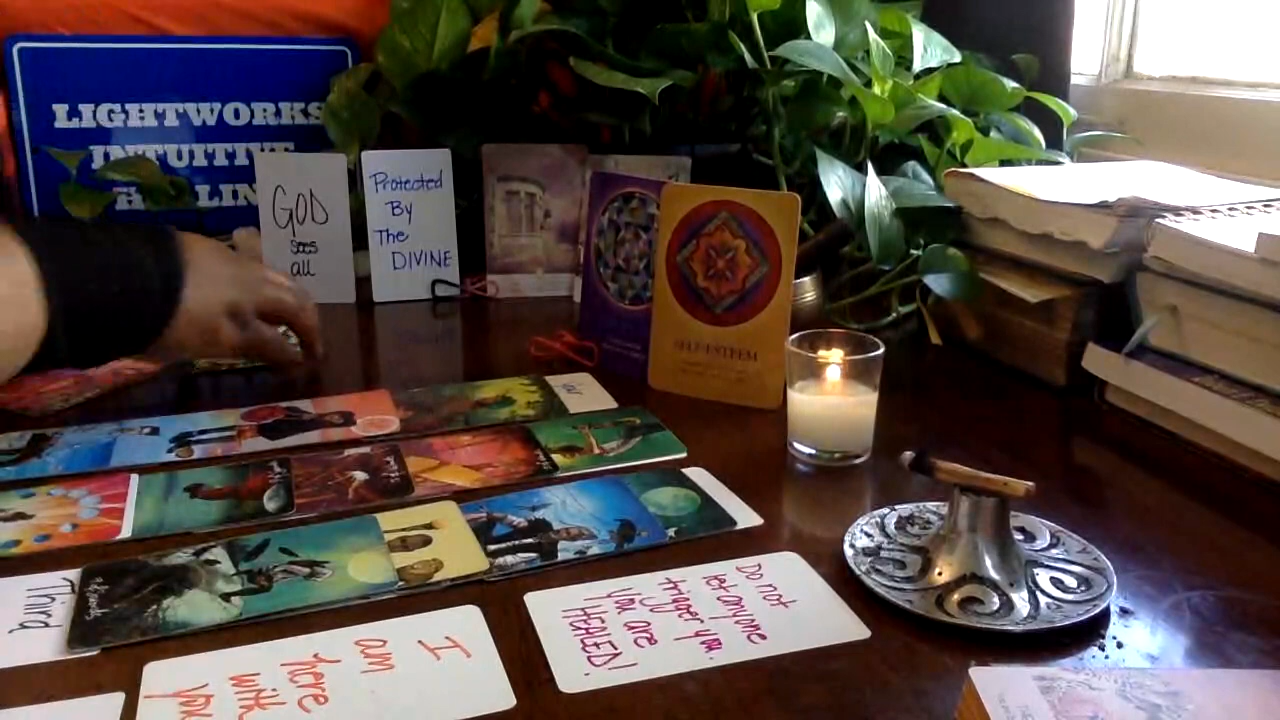 LIGHTWORKS
INTUITIVE
GOD
sees
all
Protected
By
The
DIVINE
SELF-ESTEEM
Third
I
am
here
with
you
Do not
let anyone
trigger you.
You are
HEALED!